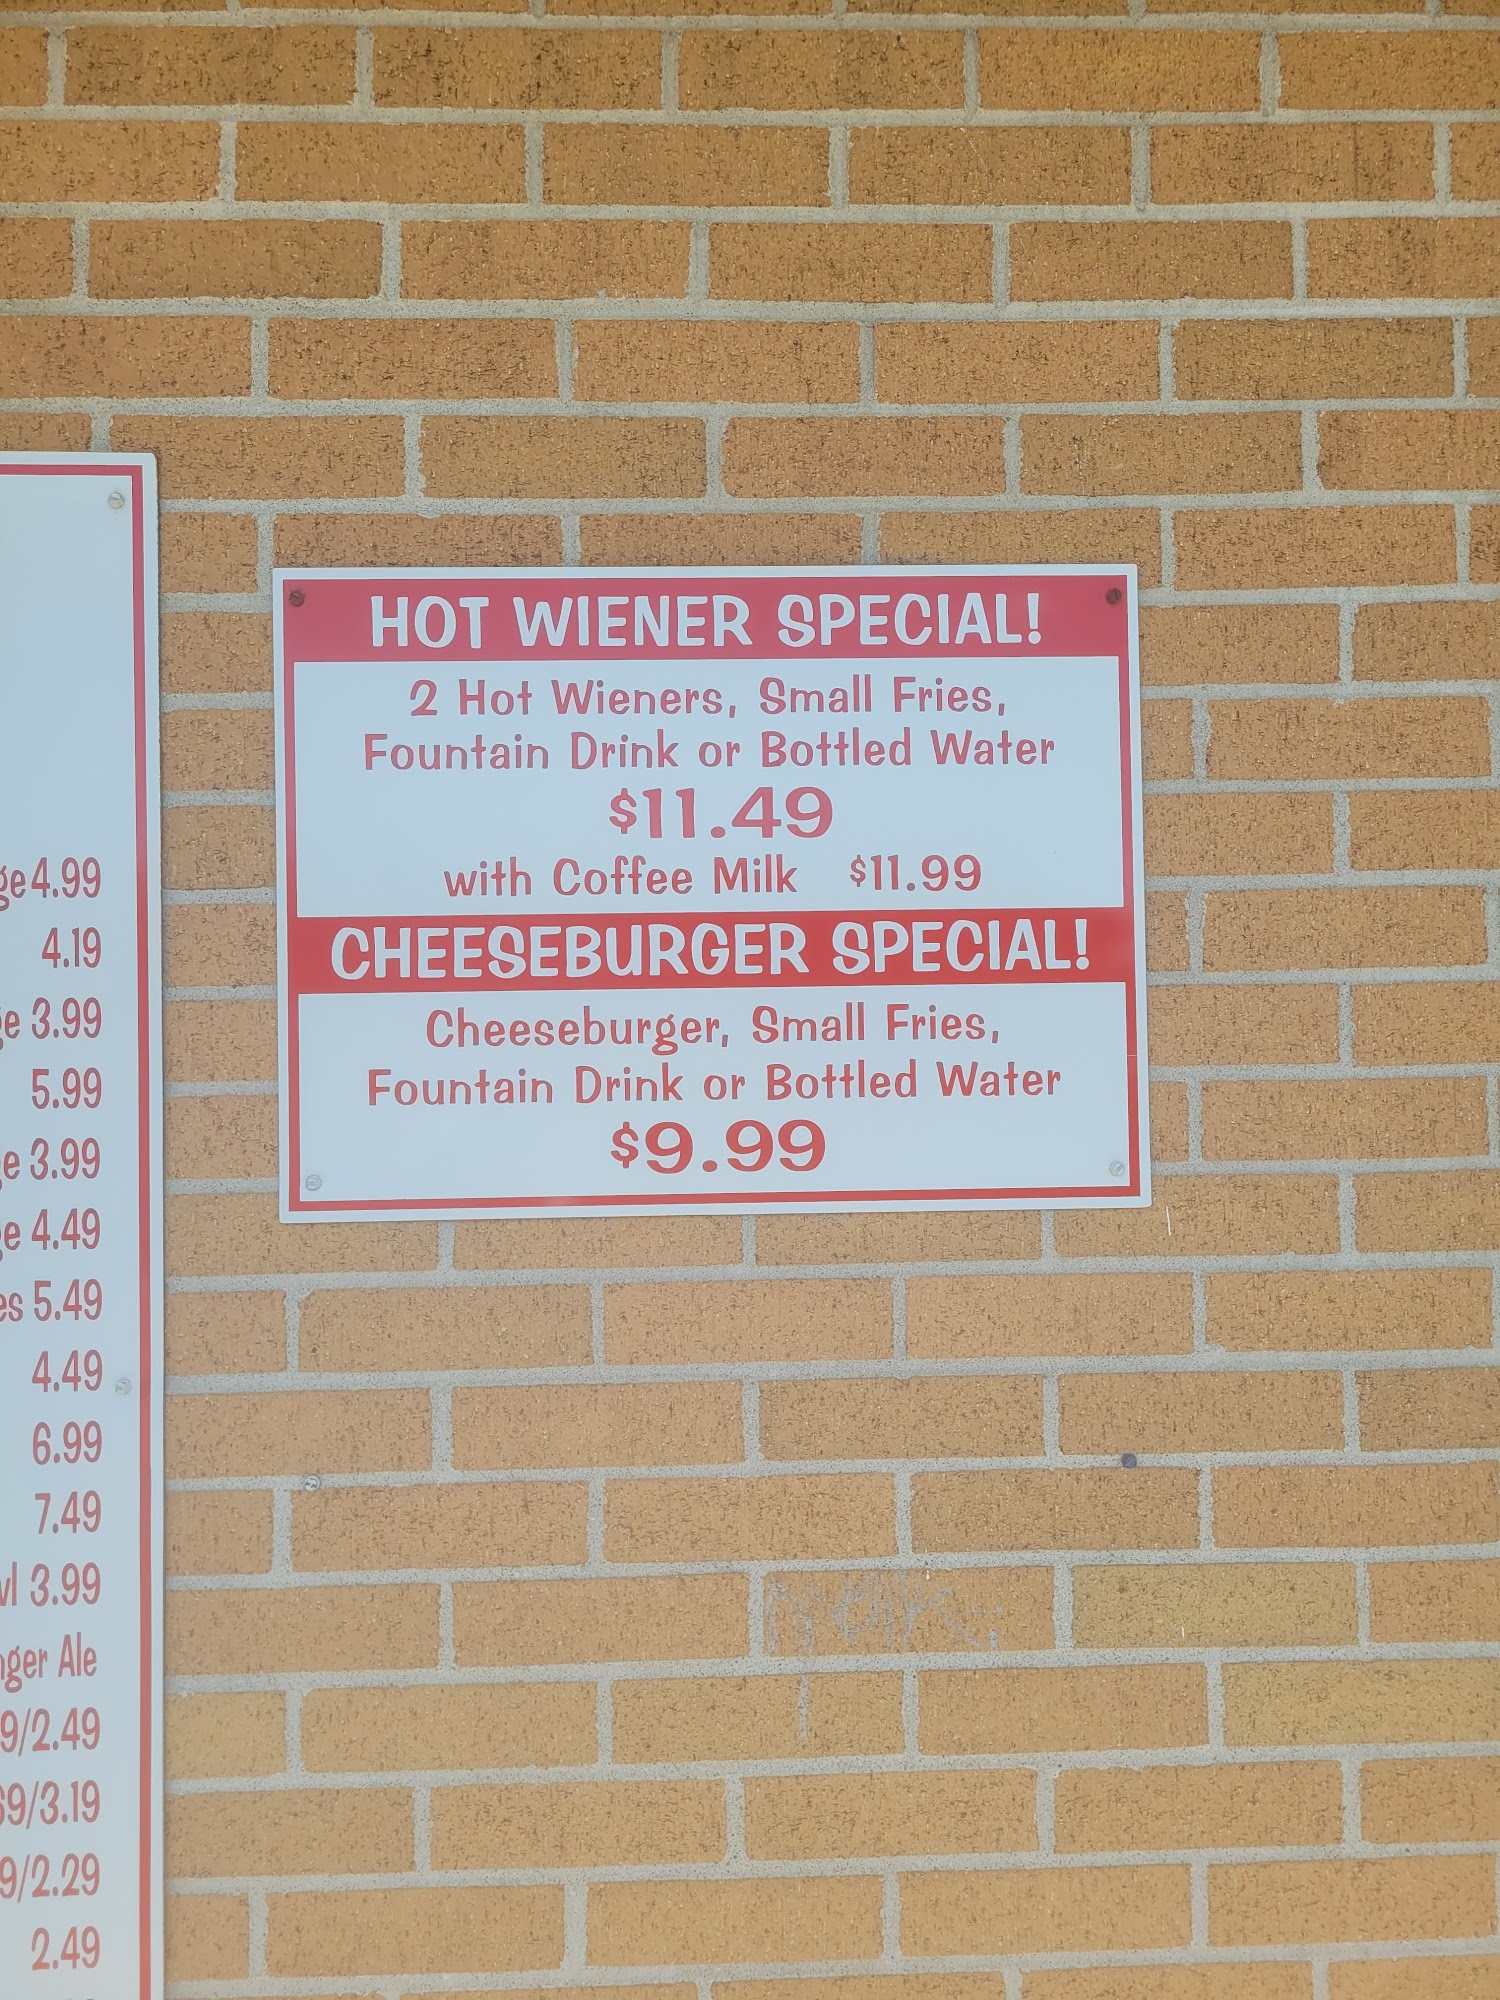 4.99
4.19
3.99
5.99
3.99
4.49
5.49
4.49
6.99
7.49
3.99
Ale
/2.49
/3.19
9/2.29
2.49
HOT WIENER SPECIAL!
2 Hot Wieners, Small Fries,
Fountain Drink or Bottled Water
$11.49
with Coffee Milk $11.99
CHEESEBURGER SPECIAL!
Cheeseburger, Small Fries,
Fountain Drink or Bottled Water
$9.99